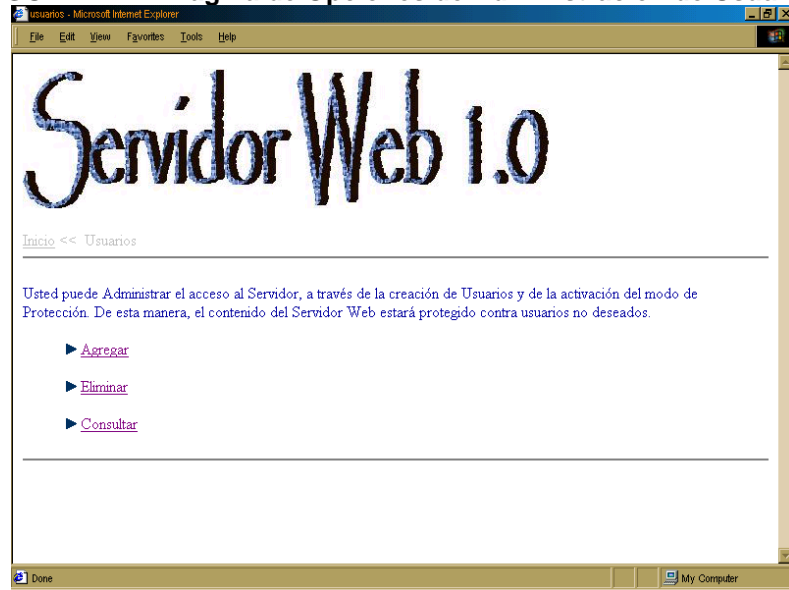 usuarios - Microsoft Internet Explorer
File Edit View Favorites Tools Help
Servidor Web 1.0
Inicio << Usuarios
Usted puede Administrar el acceso al Servidor, a través de la creación de Usuarios y de la activación del modo de
Protección. De esta manera, el contenido del Servidor Web estará protegido contra usuarios no deseados.
Agregar
Eliminar
Consultar
Done My Computer